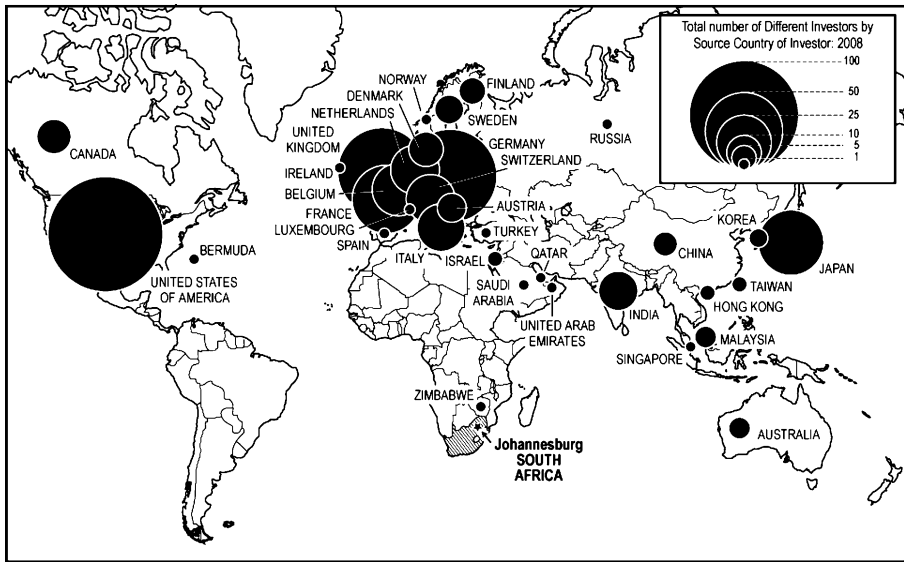 Total number of Different Investors by
Source Country of Investor: 2008
100
50
25
10
5
1
NORWAY
FINLAND
DENMARK
NETHERLANDS
SWEDEN
RUSSIA
UNITED
KINGDOM
GERMANY
SWITZERLAND
CANADA
IRELAND
BELGIUM
AUSTRIA
FRANCE
LUXEMBOURG
SPAIN
TURKEY
KOREA
CHINA
JAPAN
BERMUDA
ITALY
ISRAEL
QATAR
UNITED STATES
OF AMERICA
SAUDI
ARABIA
TAIWAN
HONG KONG
INDIA
UNITED ARAB
EMIRATES
MALAYSIA
SINGAPORE
ZIMBABWE
AUSTRALIA
Johannesburg
SOUTH
AFRICA